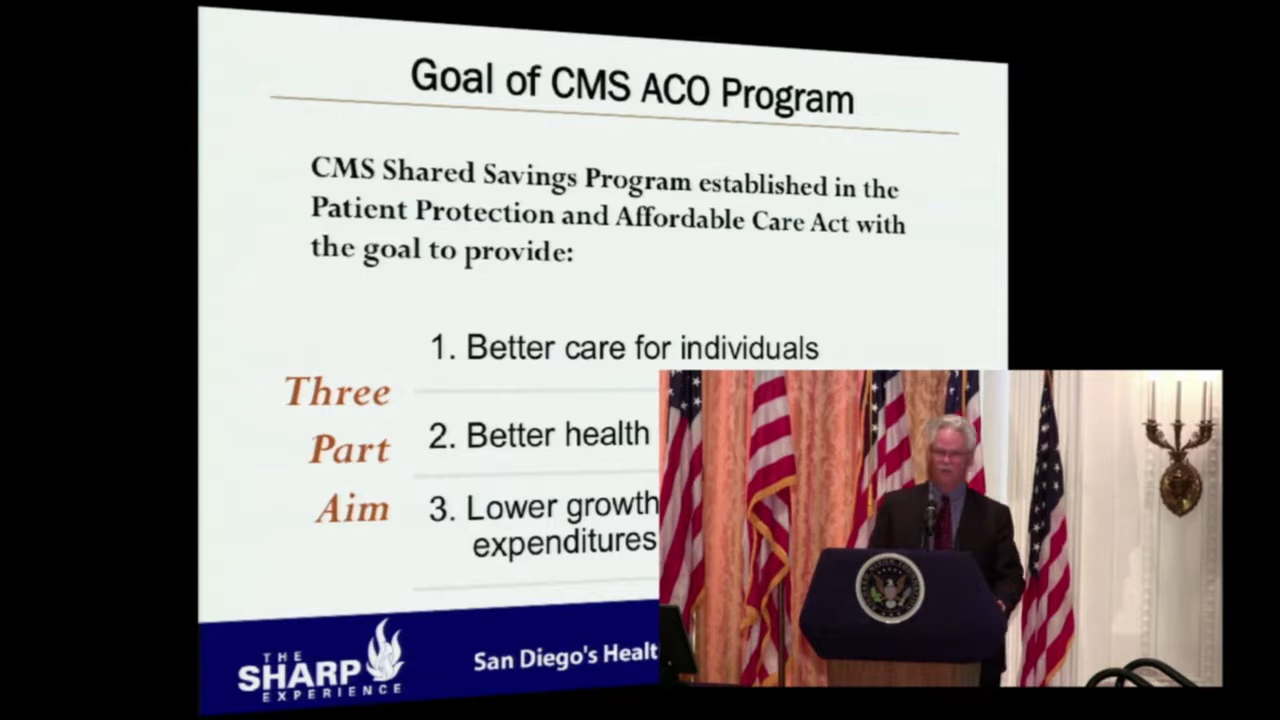 Goal of CMS ACO Program
CMS Shared Savings Program established in the
Patient Protection and Affordable Care Act with
the goal to provide:
Three
Part
Aim
1. Better care for individuals
2. Better health
3. Lower growth
expenditures
THE
SHARP
EXPERIENCE
San Diego's Healt